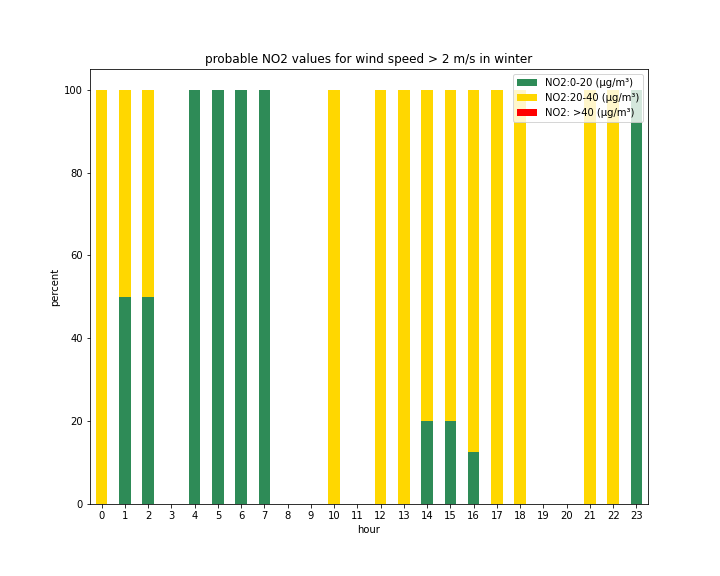 probable NO2 values for wind speed > 2 m/s in winter
NO2:0-20 (µg/m³)
NO2:20-40 (µg/m³)
NO2: >40 (µg/m³)
100
80
60
40
20
0
percent
0 1 2 3 4 5 6 7 8 9 10 11 12 13 14 15 16 17 18 19 20 21 22 23
hour